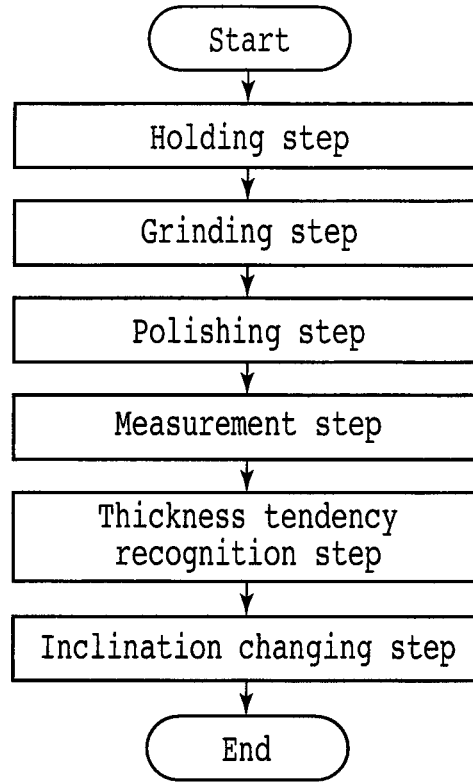 Start
Holding step
Grinding step
Polishing step
Measurement step
Thickness tendency
recognition step
Inclination changing step
End